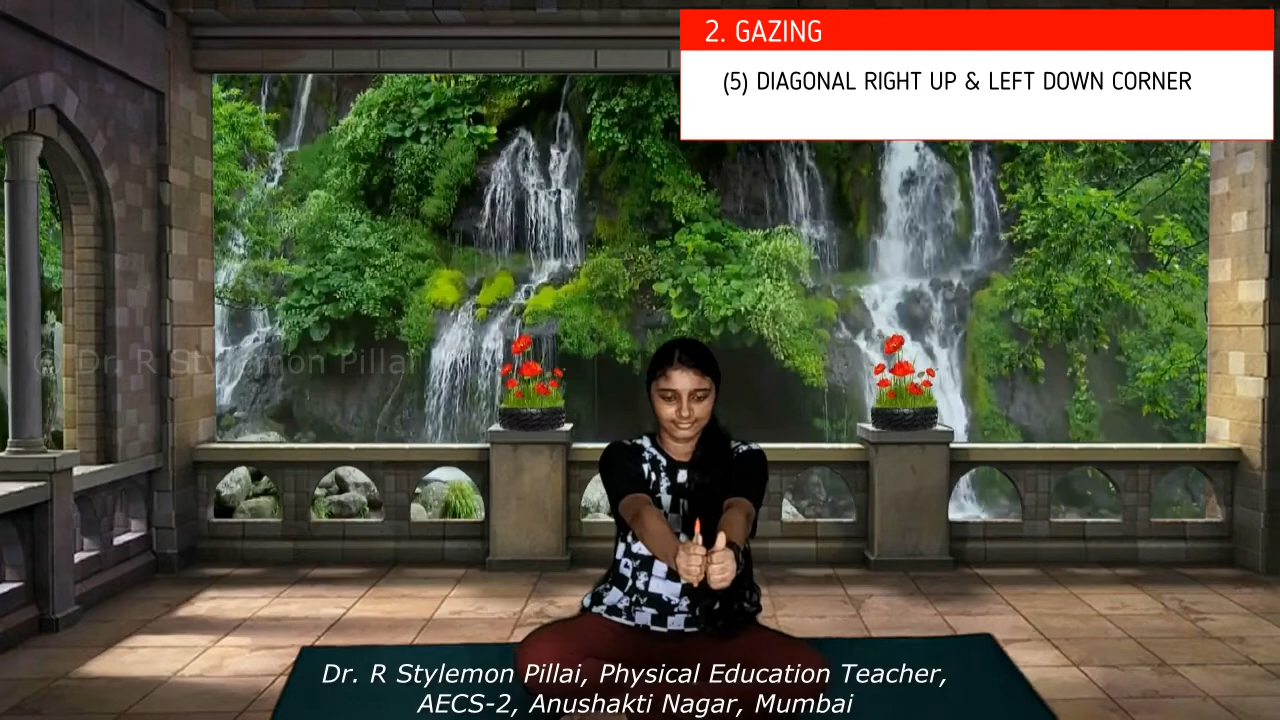 2. GAZING
(5) DIAGONAL RIGHT UP & LEFT DOWN CORNER
© Dr. R Stylemon Pillai
Dr. R Stylemon Pillai, Physical Education Teacher,
AECS-2, Anushakti Nagar, Mumbai